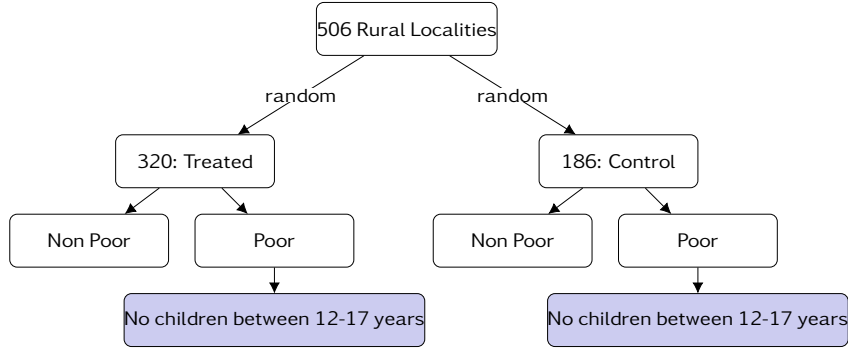 506 Rural Localities
random
random
320: Treated
186: Control
Non Poor
Poor
Non Poor
Poor
No children between 12-17 years
No children between 12-17 years